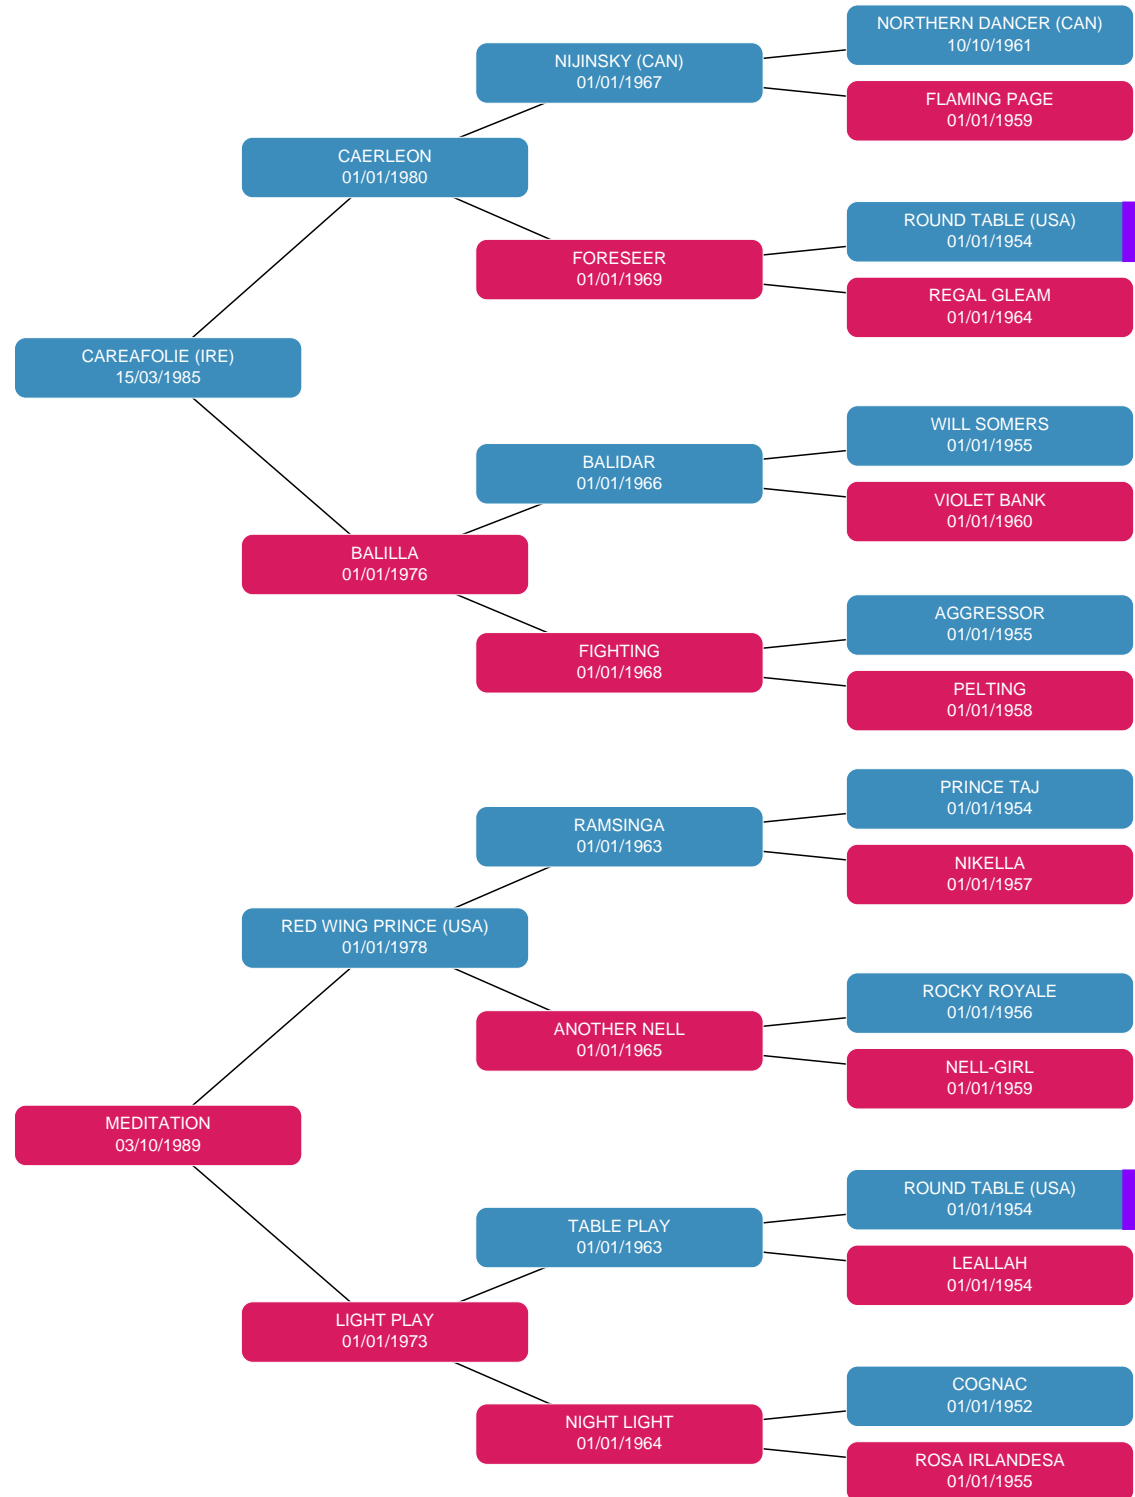 NORTHERN DANCER (CAN)
10/10/1961
NIJINSKY (CAN)
01/01/1967
FLAMING PAGE
01/01/1959
CAERLEON
01/01/1980
ROUND TABLE (USA)
01/01/1954
FORESEER
01/01/1969
REGAL GLEAM
01/01/1964
CAREAFOLIE (IRE)
15/03/1985
WILL SOMERS
01/01/1955
BALIDAR
01/01/1966
VIOLET BANK
01/01/1960
BALILLA
01/01/1976
AGGRESSOR
01/01/1955
FIGHTING
01/01/1968
PELTING
01/01/1958
PRINCE TAJ
01/01/1954
RAMSINGA
01/01/1963
NIKELLA
01/01/1957
RED WING PRINCE (USA)
01/01/1978
ROCKY ROYALE
01/01/1956
ANOTHER NELL
01/01/1965
NELL-GIRL
01/01/1959
MEDITATION
03/10/1989
ROUND TABLE (USA)
01/01/1954
TABLE PLAY
01/01/1963
LEALLAH
01/01/1954
LIGHT PLAY
01/01/1973
COGNAC
01/01/1952
NIGHT LIGHT
01/01/1964
ROSA IRLANDESA
01/01/1955